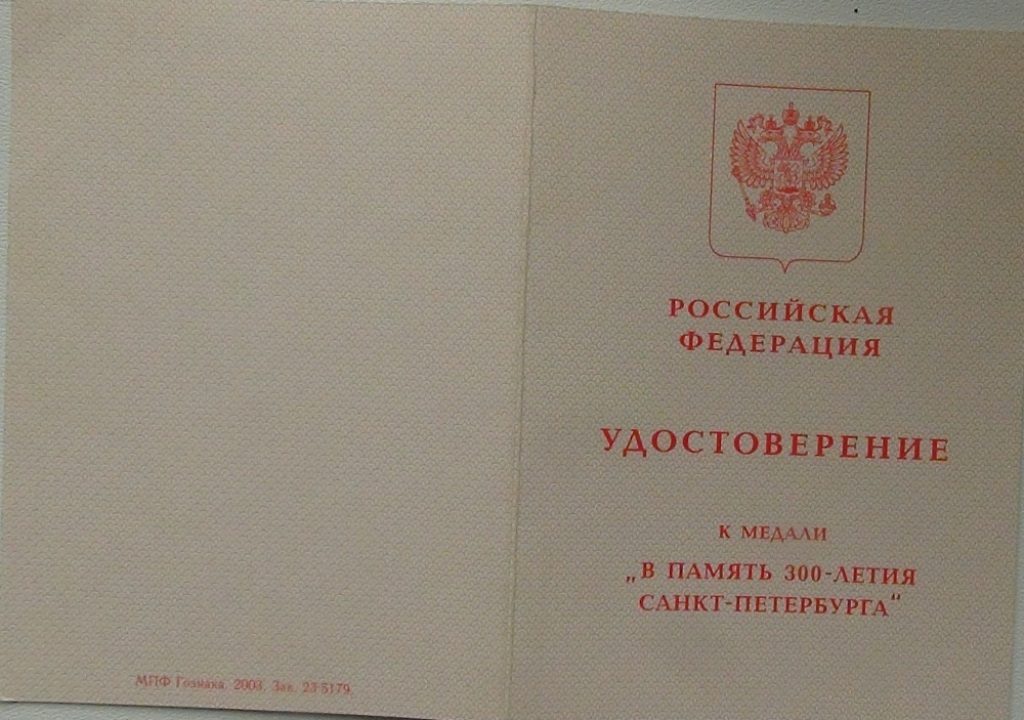 РОССИЙСКАЯ
ФЕДЕРАЦИЯ
УДОСТОВЕРЕНИЕ
К МЕДАЛИ
„В ПАМЯТЬ 300-ЛЕТИЯ
САНКТ-ПЕТЕРБУРГА"
МПФ Гознака. 2003. Зак. 23-5179.